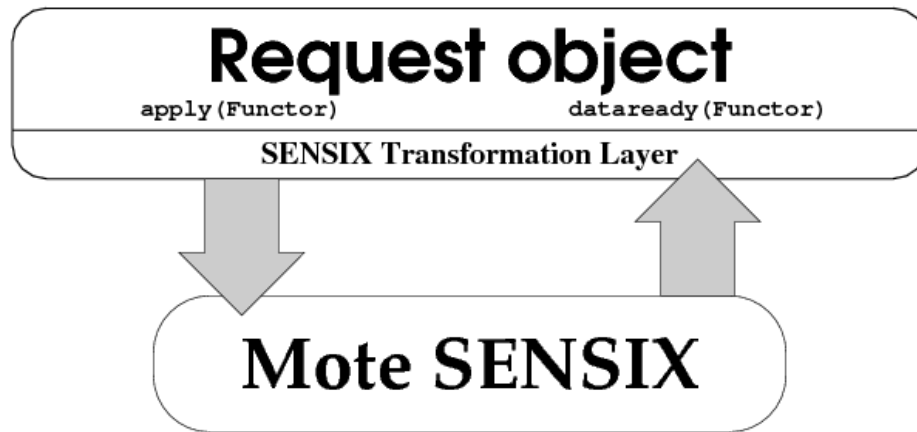 Request object
apply(Functor) dataready(Functor)
SENSIX Transformation Layer
Mote SENSIX